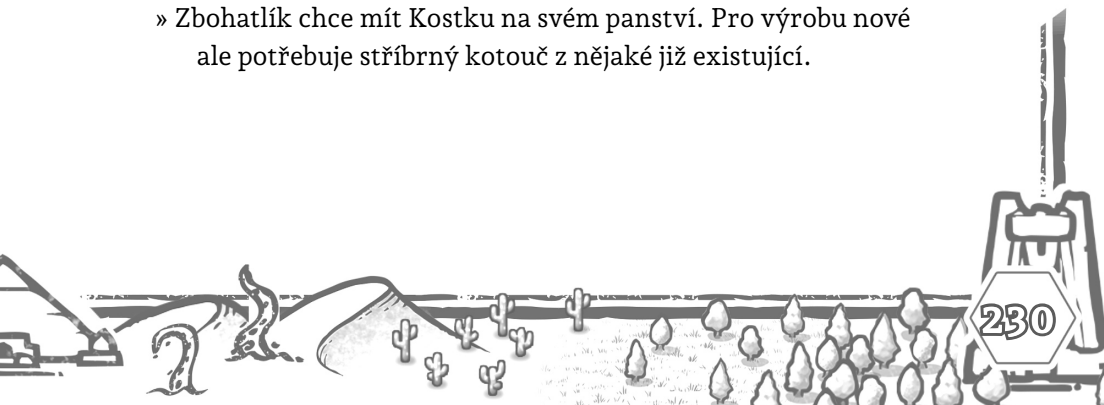 » Zbohatlík chce mít Kostku na svém panství. Pro výrobu nové
ale potřebuje stříbrný kotouč z nějaké již existující.
230